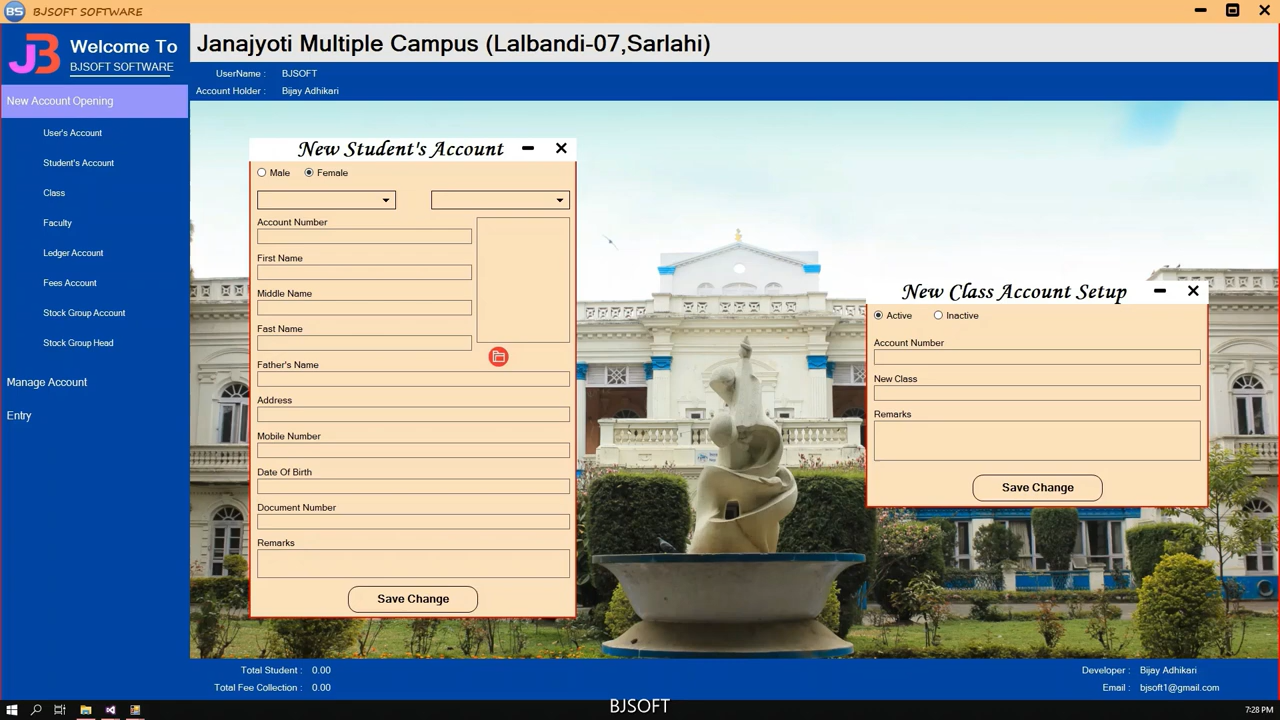 BS BJSOFT SOFTWARE
JB Welcome To
BJSOFT SOFTWARE
Janajyoti Multiple Campus (Lalbandi-07,Sarlahi)
UserName : BJSOFT
Account Holder : Bijay Adhikari
New Account Opening
User's Account
Student's Account
Class
Faculty
Ledger Account
Fees Account
Stock Group Account
Stock Group Head
Manage Account
Entry
New Student's Account
Male Female
Account Number
First Name
Middle Name
Fast Name
Father's Name
Address
Mobile Number
Date Of Birth
Document Number
Remarks
Save Change
New Class Account Setup
Active Inactive
Account Number
New Class
Remarks
Save Change
Total Student : 0.00
Total Fee Collection : 0.00
Developer : Bijay Adhikari
Email : bjsoft1@gmail.com
BJSOFT
7:28 PM